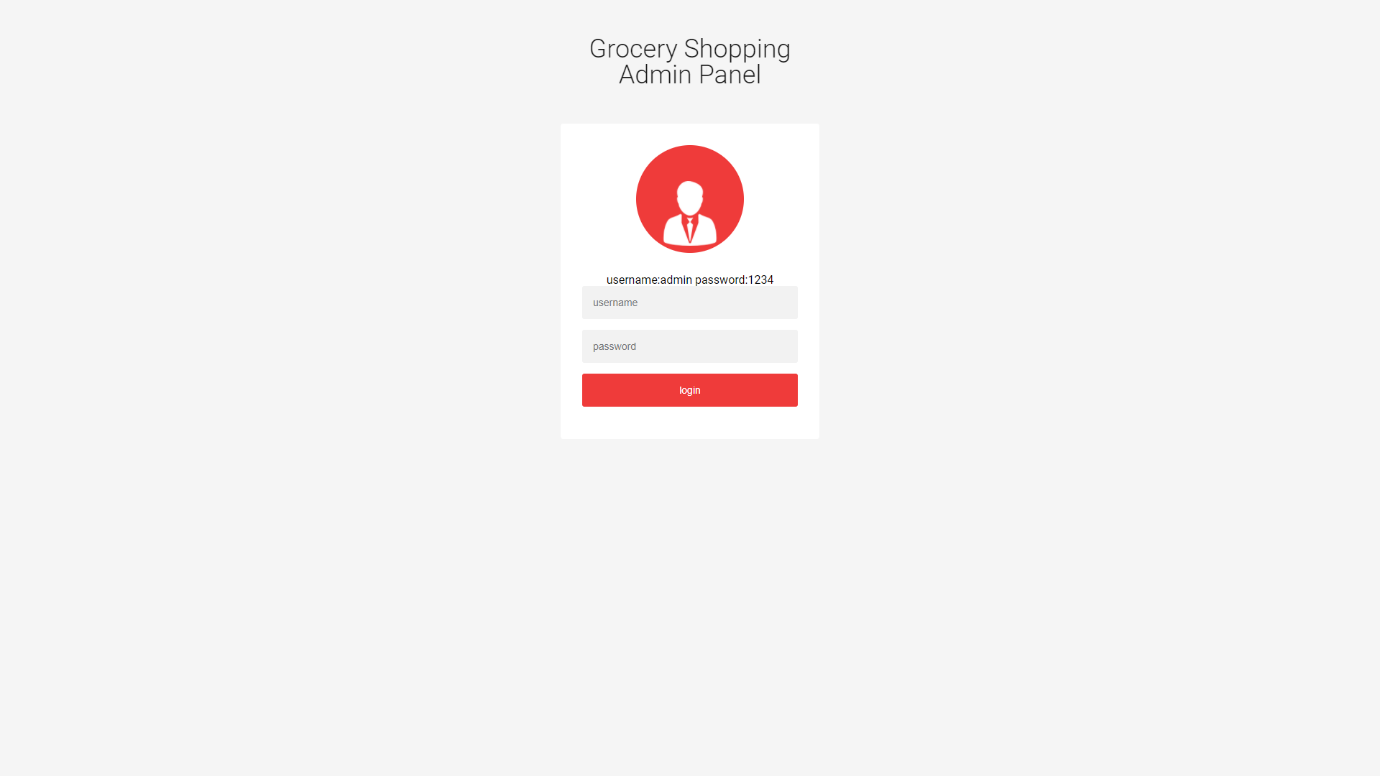 Grocery Shopping
Admin Panel
username:admin password:1234
username
password
login